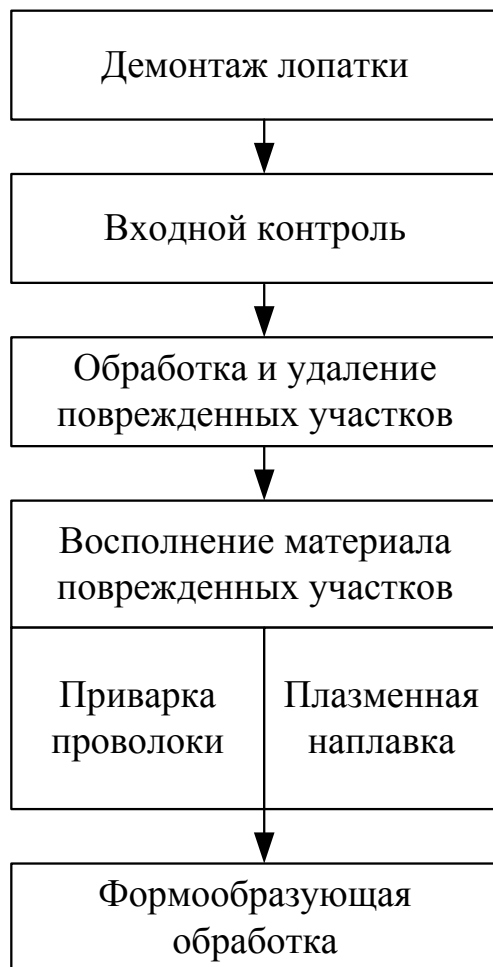 Демонтаж лопатки
Входной контроль
Обработка и удаление
поврежденных участков
Восполнение материала
поврежденных участков
Приварка
проволоки
Плазменная
наплавка
Формообразующая
обработка